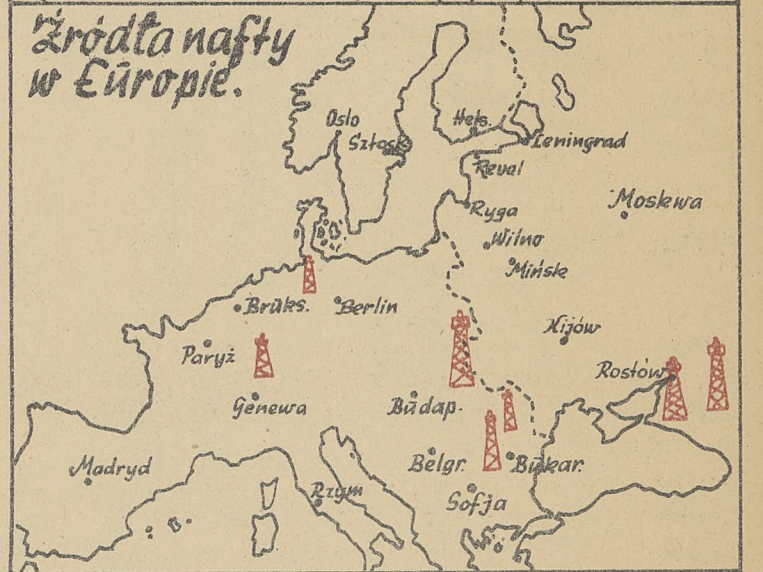 Źródła nafty
w Europie.
Oslo
Sztokh.
Hels.
Leningrad
Reval
Ryga
Moskwa
Wilno
Mińsk
Brüks.
Berlin
Kijów
Paryż
Rostów
Genewa
Budap.
Madryd
Belgr.
Bukar.
Rzym
Sofja